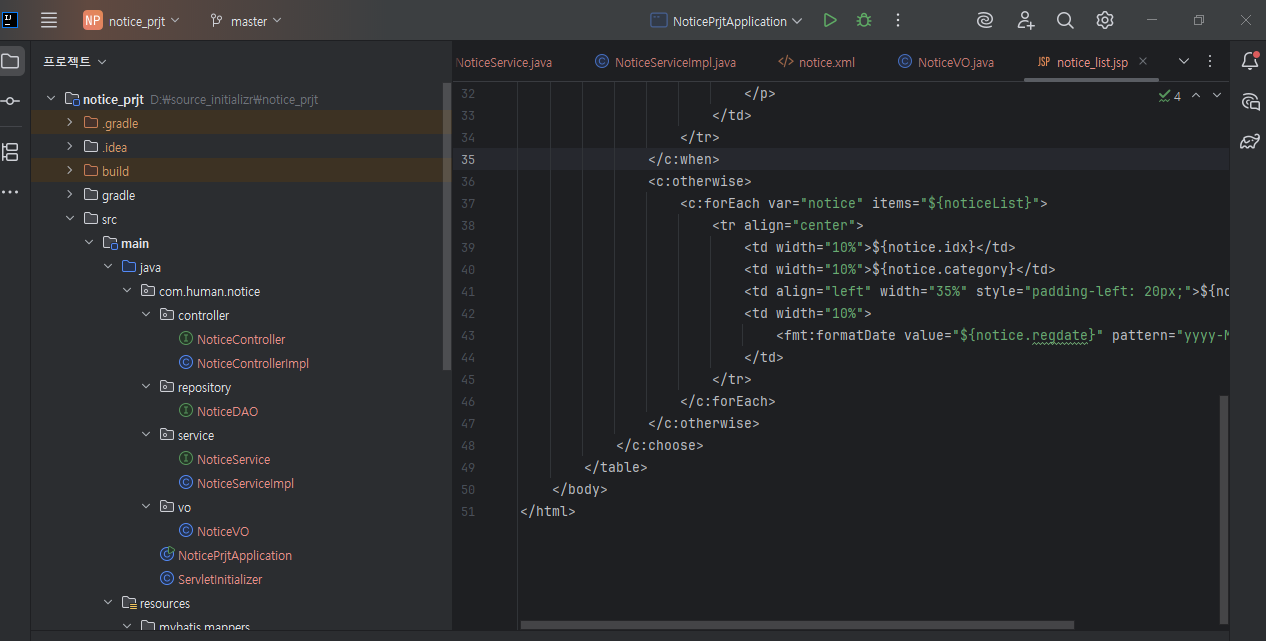 NP notice_prjt master NoticePrjtApplication
프로젝트
notice_prjt D:₩source_initializr₩notice_prjt
.gradle
.idea
build
gradle
src
main
java
com.human.notice
controller
NoticeController
NoticeControllerImpl
repository
NoticeDAO
service
NoticeService
NoticeServiceImpl
vo
NoticeVO
NoticePrjtApplication
ServletInitializer
resources
mybatis.mappers
NoticeService.java NoticeServiceImpl.java notice.xml NoticeVO.java JSP notice_list.jsp
4
32 </p>
33 </td>
34 </tr>
35 </c:when>
36 <c:otherwise>
37 <c:forEach var="notice" items="${noticeList}">
38 <tr align="center">
39 <td width="10%">${notice.idx}</td>
40 <td width="10%">${notice.category}</td>
41 <td align="left" width="35%" style="padding-left: 20px;">${no
42 <td width="10%">
43 <fmt:formatDate value="${notice.regdate}" pattern="yyyy-M
44 </td>
45 </tr>
46 </c:forEach>
47 </c:otherwise>
48 </c:choose>
49 </table>
50 </body>
51 </html>